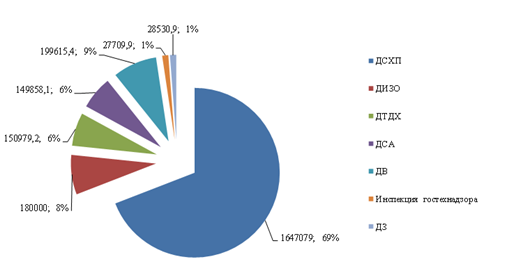 28530,9; 1%
27709,9; 1%
199615,4; 9%
149858,1; 6%
150979,2; 6%
180000; 8%
1647079; 69%
ДСХП
ДИЗО
ДТДХ
ДСА
ДВ
Инспекция гостехнадзора
ДЗ